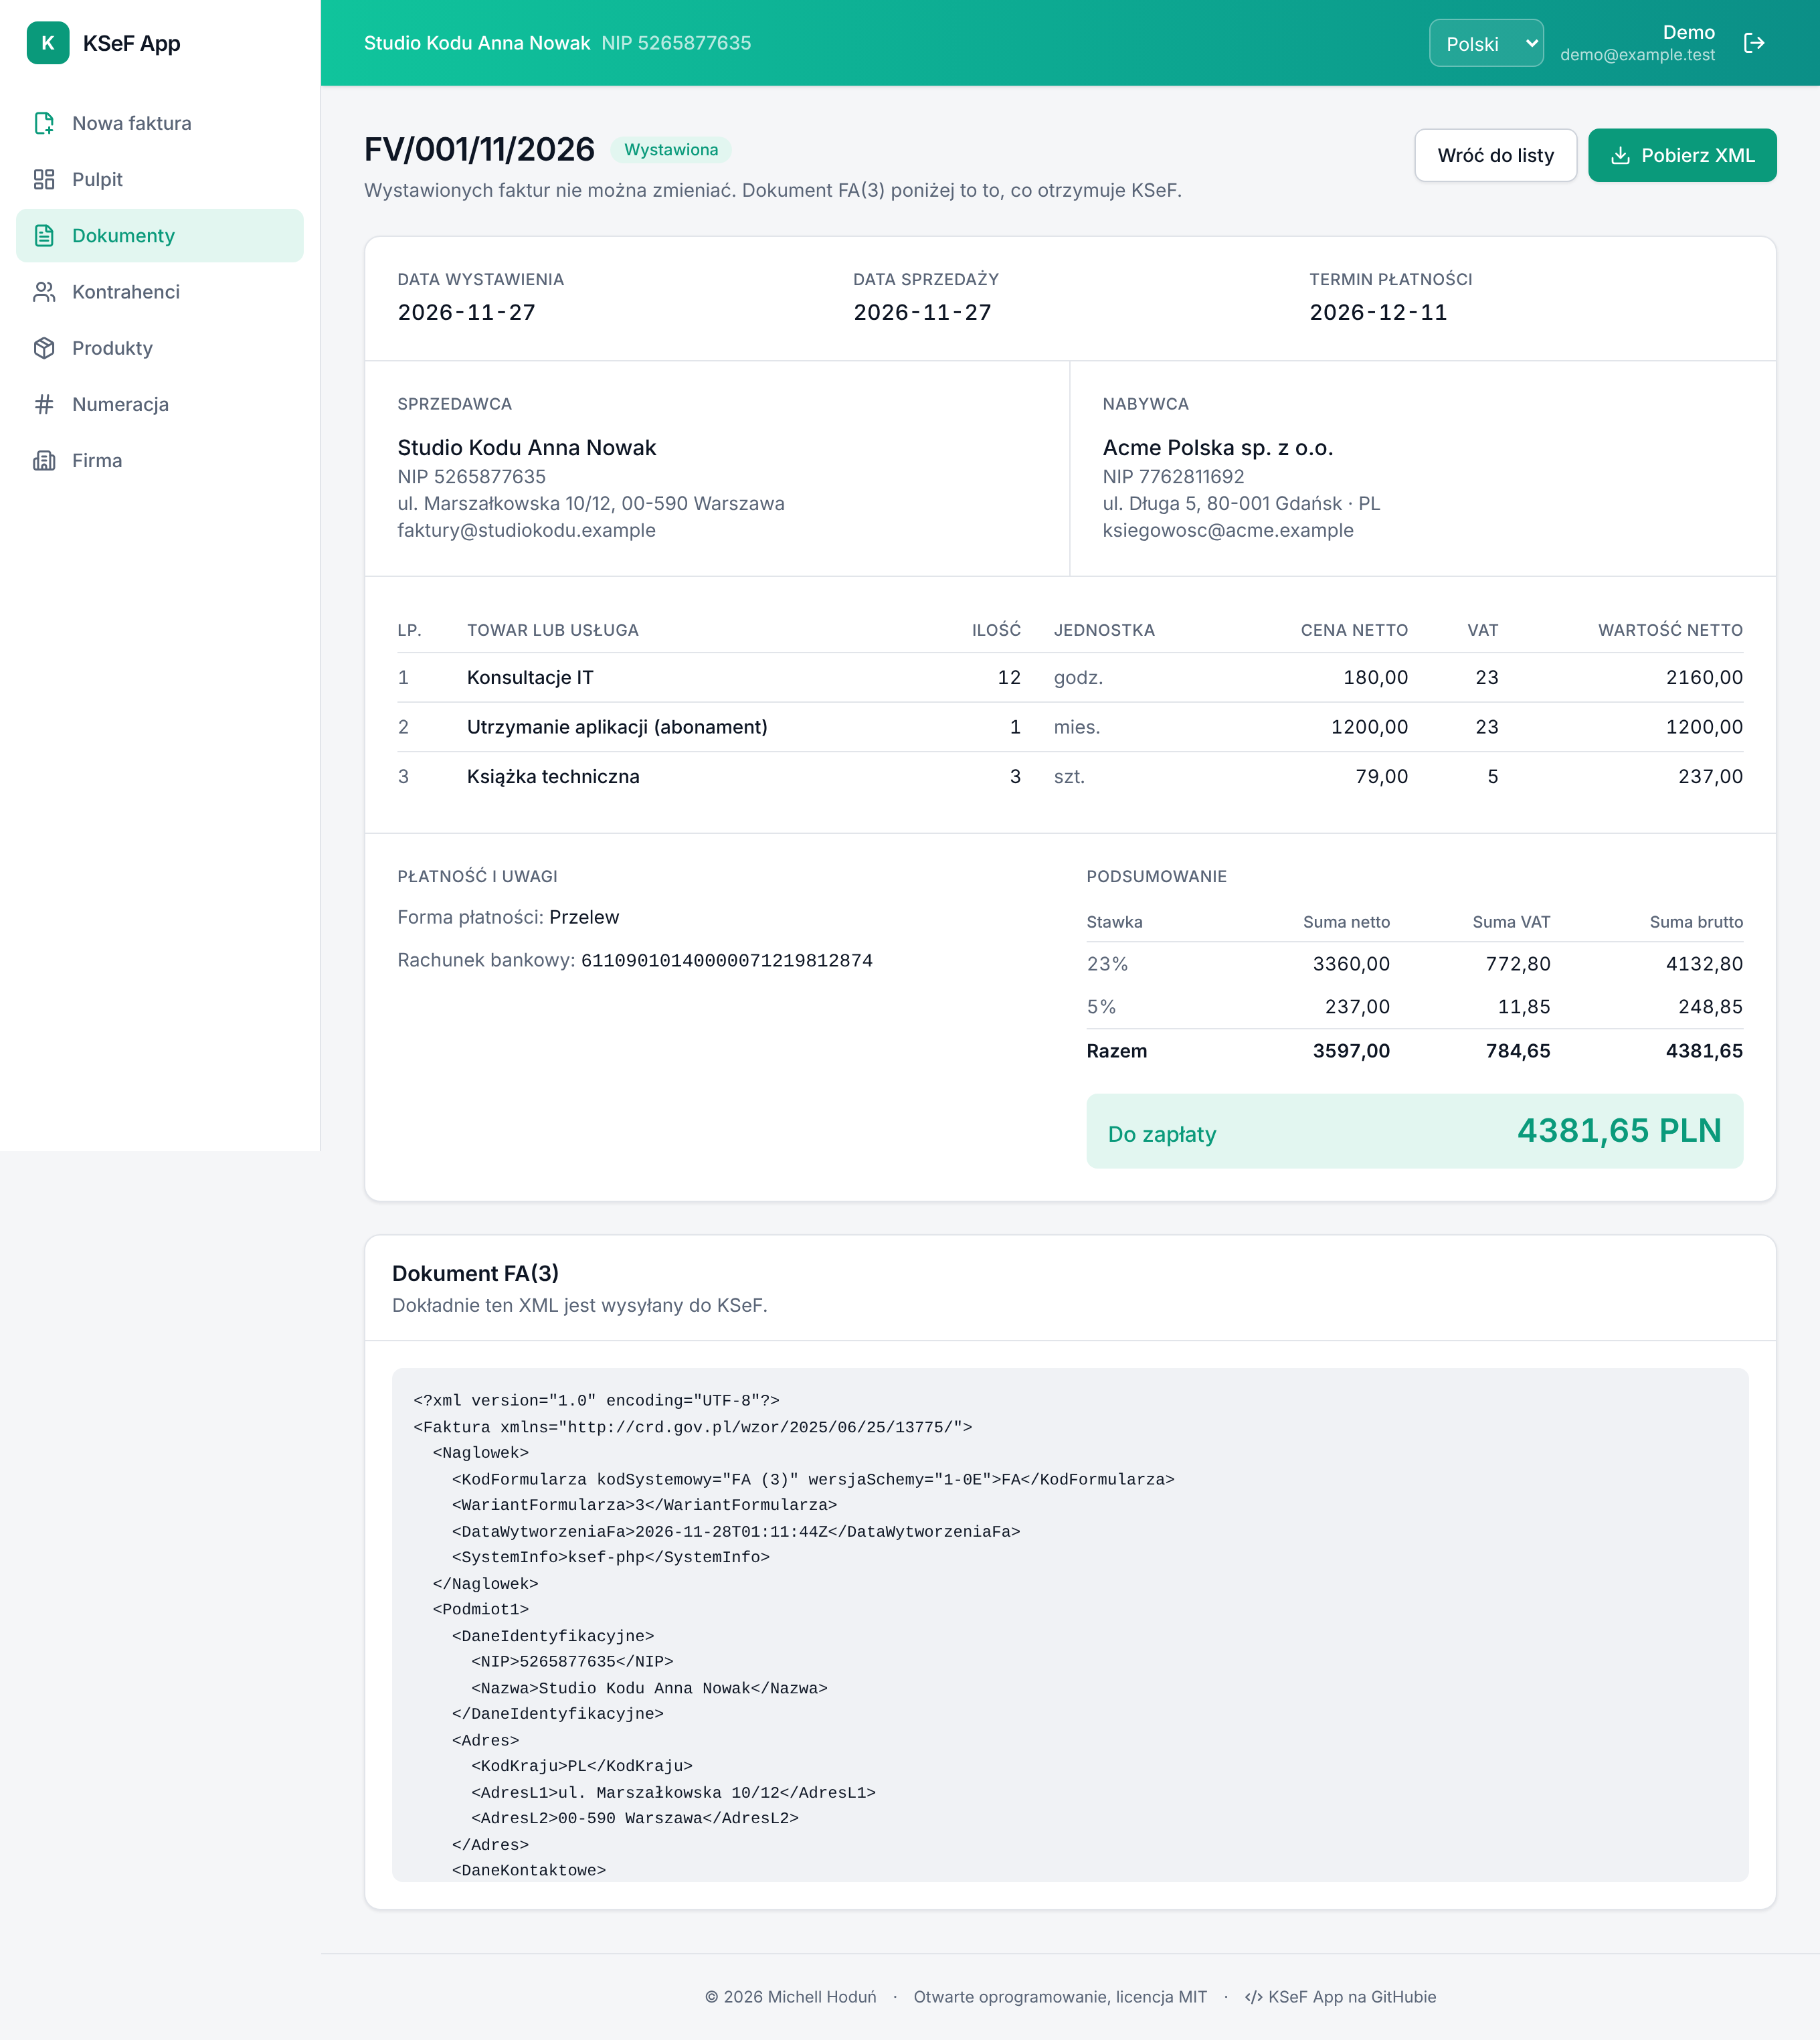 K KSeF App
Nowa faktura
Pulpit
Dokumenty
Kontrahenci
Produkty
Numeracja
Firma
Studio Kodu Anna Nowak NIP 5265877635
Polski
Demo
demo@example.test
FV/001/11/2026 Wystawiona
Wystawionych faktur nie można zmieniać. Dokument FA(3) poniżej to to, co otrzymuje KSeF.
Wróć do listy
Pobierz XML
DATA WYSTAWIENIA DATA SPRZEDAŻY TERMIN PŁATNOŚCI
2026-11-27 2026-11-27 2026-12-11
SPRZEDAWCA
Studio Kodu Anna Nowak
NIP 5265877635
ul. Marszałkowska 10/12, 00-590 Warszawa
faktury@studiokodu.example
NABYWCA
Acme Polska sp. z o.o.
NIP 7762811692
ul. Długa 5, 80-001 Gdańsk · PL
ksiegowosc@acme.example
LP. TOWAR LUB USŁUGA ILOŚĆ JEDNOSTKA CENA NETTO VAT WARTOŚĆ NETTO
1 Konsultacje IT 12 godz. 180,00 23 2160,00
2 Utrzymanie aplikacji (abonament) 1 mies. 1200,00 23 1200,00
3 Książka techniczna 3 szt. 79,00 5 237,00
PŁATNOŚĆ I UWAGI
Forma płatności: Przelew
Rachunek bankowy: 61109010140000071219812874
PODSUMOWANIE
Stawka Suma netto Suma VAT Suma brutto
23% 3360,00 772,80 4132,80
5% 237,00 11,85 248,85
Razem 3597,00 784,65 4381,65
Do zapłaty 4381,65 PLN
Dokument FA(3)
Dokładnie ten XML jest wysyłany do KSeF.
<?xml version="1.0" encoding="UTF-8"?>
<Faktura xmlns="http://crd.gov.pl/wzor/2025/06/25/13775/">
<Naglowek>
<KodFormularza kodSystemowy="FA (3)" wersjaSchemy="1-0E">FA</KodFormularza>
<WariantFormularza>3</WariantFormularza>
<DataWytworzeniaFa>2026-11-28T01:11:44Z</DataWytworzeniaFa>
<SystemInfo>ksef-php</SystemInfo>
</Naglowek>
<Podmiot1>
<DaneIdentyfikacyjne>
<NIP>5265877635</NIP>
<Nazwa>Studio Kodu Anna Nowak</Nazwa>
</DaneIdentyfikacyjne>
<Adres>
<KodKraju>PL</KodKraju>
<AdresL1>ul. Marszałkowska 10/12</AdresL1>
<AdresL2>00-590 Warszawa</AdresL2>
</Adres>
<DaneKontaktowe>
© 2026 Michell Hoduń · Otwarte oprogramowanie, licencja MIT · KSeF App na GitHubie